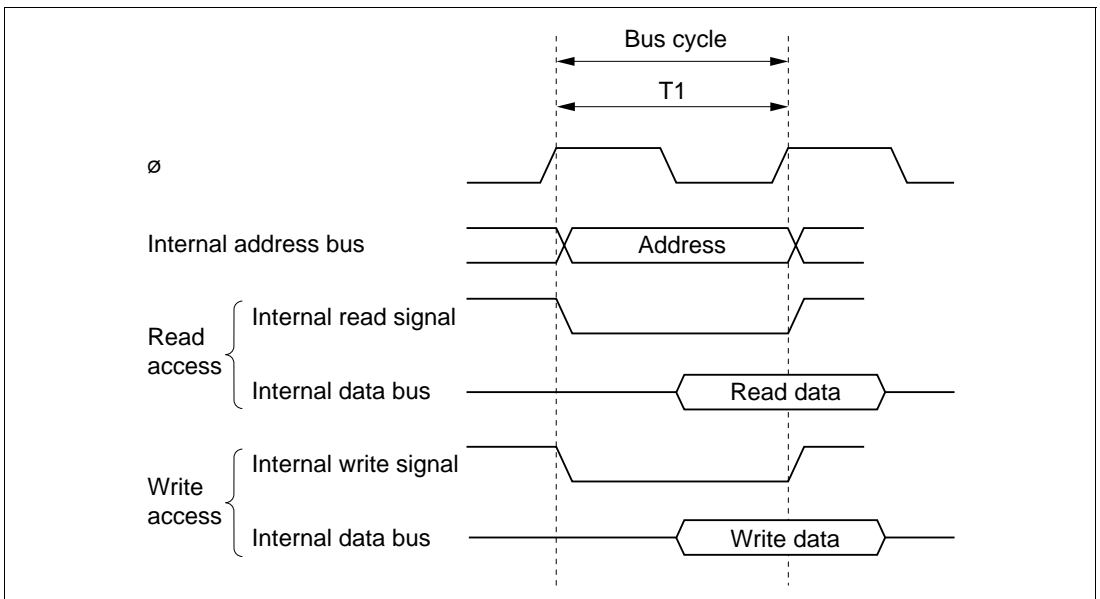 Bus cycle
T1
ø
Internal address bus
Address
Read
access
Internal read signal
Internal data bus
Read data
Write
access
Internal write signal
Internal data bus
Write data